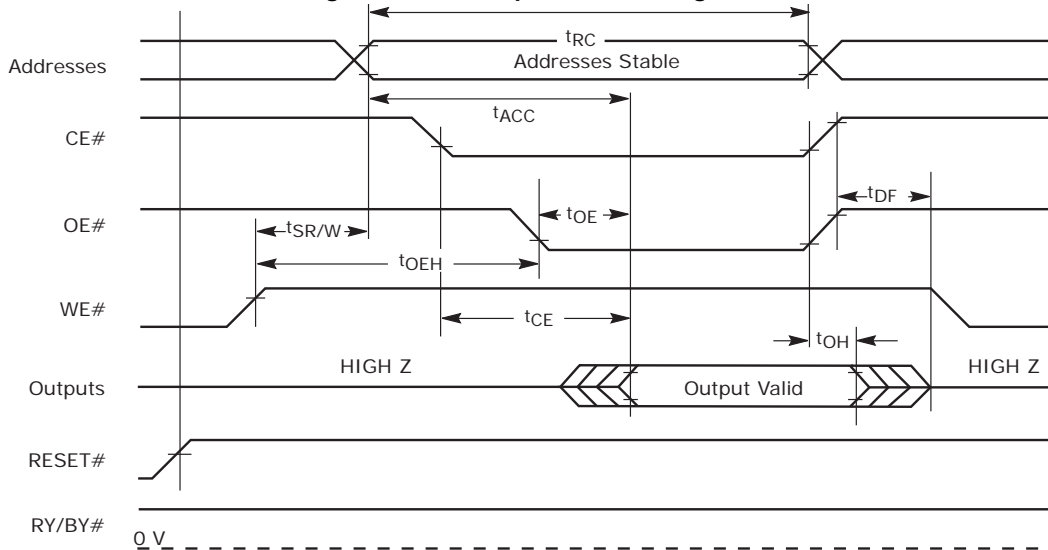 tRC
Addresses
Addresses Stable
tACC
CE#
tDF
OE#
tOE
tSR/W
tOEH
WE#
tCE
tOH
HIGH Z
HIGH Z
Outputs
Output Valid
RESET#
RY/BY#
0 V